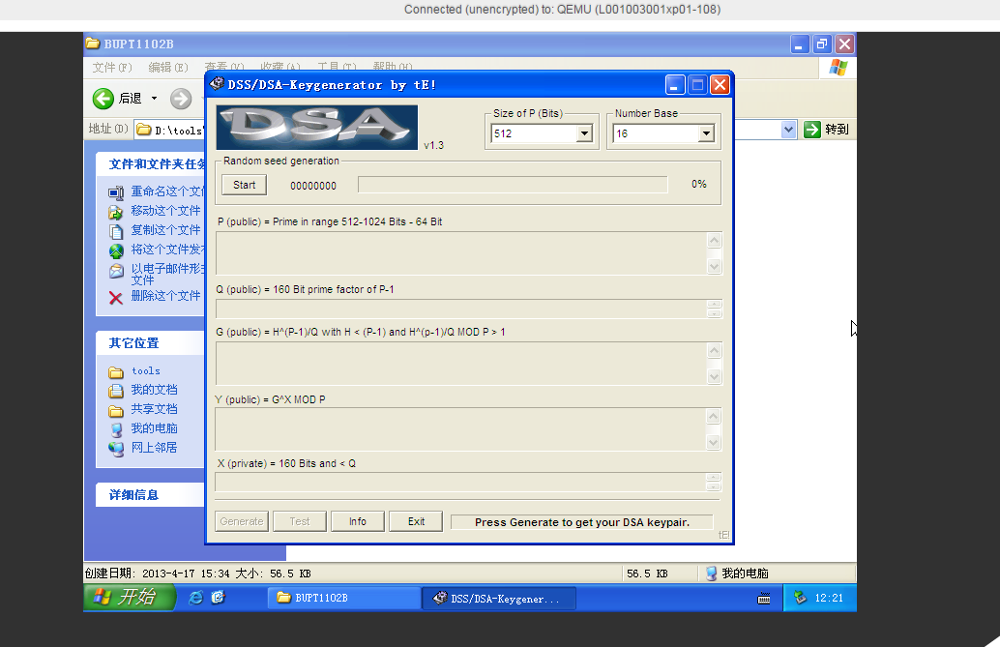 Connected (unencrypted) to: QEMU (L001003001xp01-108)
BUPT1102B
文件(F) 编辑(E) 查看(V) 收藏(A) 工具(T) 帮助(H)
DSS/DSA-Keygenerator by tE!
后退
地址(D) D:\tools
转到
DSA
v1.3
Size of P (Bits)
512
Number Base
16
文件和文件夹任务
重命名这个文件
移动这个文件
复制这个文件
将这个文件发布
以电子邮件形式
文件
删除这个文件
其它位置
tools
我的文档
共享文档
我的电脑
网上邻居
详细信息
Random seed generation
Start 00000000 0%
P (public) = Prime in range 512-1024 Bits - 64 Bit
Q (public) = 160 Bit prime factor of P-1
G (public) = H^(P-1)/Q with H < (P-1) and H^(p-1)/Q MOD P > 1
Y (public) = G^X MOD P
X (private) = 160 Bits and < Q
Generate Test Info Exit Press Generate to get your DSA keypair.
tE!
创建日期: 2013-4-17 15:34 大小: 56.5 KB 56.5 KB 我的电脑
开始 BUPT1102B DSS/DSA-Keygener... 12:21